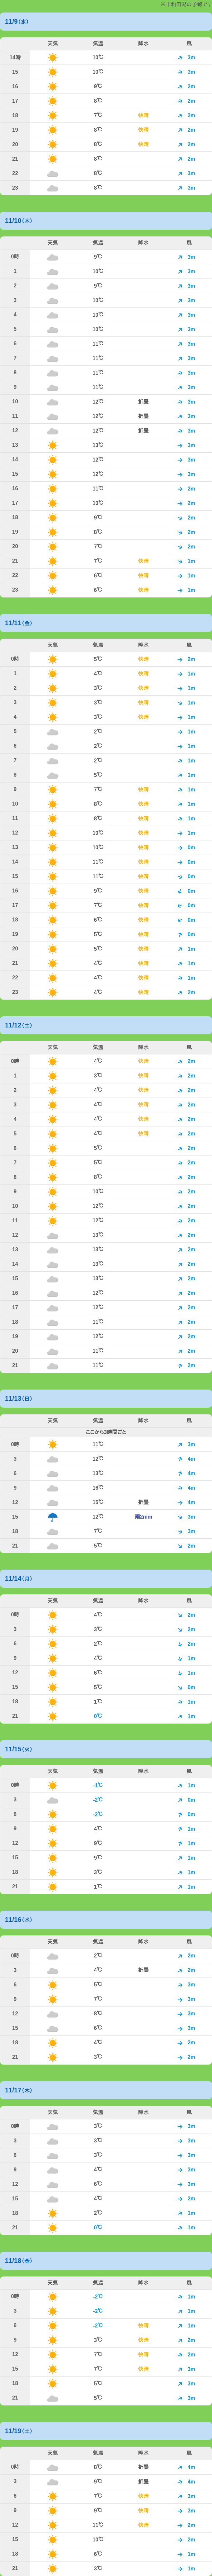 11/9(水)
天気 気温 降水 風
14時 10℃ 3m
15 10℃ 3m
16 9℃ 2m
17 8℃ 2m
18 7℃ 快晴 2m
19 8℃ 快晴 2m
20 8℃ 快晴 2m
21 8℃ 2m
22 8℃ 3m
23 8℃ 3m
11/10(木)
天気 気温 降水 風
0時 9℃ 3m
1 10℃ 3m
2 9℃ 3m
3 10℃ 3m
4 10℃ 3m
5 10℃ 3m
6 11℃ 3m
7 11℃ 3m
8 11℃ 3m
9 11℃ 3m
10 12℃ 折畳 3m
11 12℃ 折畳 3m
12 12℃ 折畳 3m
13 13℃ 3m
14 12℃ 3m
15 12℃ 3m
16 11℃ 2m
17 10℃ 2m
18 9℃ 2m
19 8℃ 2m
20 7℃ 2m
21 7℃ 快晴 1m
22 6℃ 快晴 1m
23 6℃ 快晴 1m
11/11(金)
天気 気温 降水 風
0時 5℃ 快晴 2m
1 4℃ 快晴 1m
2 3℃ 快晴 1m
3 3℃ 快晴 1m
4 3℃ 快晴 1m
5 2℃ 1m
6 2℃ 1m
7 2℃ 1m
8 5℃ 1m
9 7℃ 快晴 1m
10 8℃ 快晴 1m
11 8℃ 快晴 1m
12 10℃ 快晴 1m
13 10℃ 快晴 0m
14 11℃ 快晴 0m
15 11℃ 快晴 0m
16 9℃ 快晴 0m
17 7℃ 快晴 0m
18 6℃ 快晴 0m
19 5℃ 快晴 0m
20 5℃ 快晴 1m
21 4℃ 快晴 1m
22 4℃ 快晴 1m
23 4℃ 快晴 2m
11/12(土)
天気 気温 降水 風
0時 4℃ 快晴 2m
1 3℃ 快晴 2m
2 4℃ 快晴 2m
3 4℃ 快晴 2m
4 4℃ 快晴 2m
5 4℃ 快晴 2m
6 5℃ 2m
7 5℃ 2m
8 8℃ 2m
9 10℃ 2m
10 12℃ 2m
11 12℃ 2m
12 13℃ 2m
13 13℃ 2m
14 13℃ 2m
15 13℃ 2m
16 12℃ 2m
17 12℃ 2m
18 11℃ 2m
19 12℃ 2m
20 11℃ 2m
21 11℃ 2m
11/13(日)
天気 気温 降水 風
ここから3時間ごと
0時 11℃ 3m
3 12℃ 4m
6 13℃ 4m
9 16℃ 4m
12 15℃ 折畳 4m
15 12℃ 雨2mm 3m
18 7℃ 3m
21 5℃ 2m
11/14(月)
天気 気温 降水 風
0時 4℃ 2m
3 3℃ 2m
6 2℃ 2m
9 4℃ 1m
12 6℃ 1m
15 5℃ 0m
18 1℃ 1m
21 0℃ 1m
11/15(火)
天気 気温 降水 風
0時 -1℃ 1m
3 -2℃ 0m
6 -2℃ 0m
9 4℃ 1m
12 9℃ 1m
15 9℃ 1m
18 3℃ 1m
21 1℃ 1m
11/16(水)
天気 気温 降水 風
0時 2℃ 2m
3 4℃ 折畳 2m
6 5℃ 3m
9 7℃ 3m
12 8℃ 3m
15 6℃ 3m
18 4℃ 2m
21 3℃ 2m
11/17(木)
天気 気温 降水 風
0時 3℃ 3m
3 3℃ 3m
6 3℃ 3m
9 4℃ 3m
12 6℃ 3m
15 4℃ 2m
18 2℃ 1m
21 0℃ 1m
11/18(金)
天気 気温 降水 風
0時 -2℃ 1m
3 -2℃ 1m
6 -2℃ 快晴 1m
9 3℃ 快晴 2m
12 7℃ 快晴 2m
15 7℃ 快晴 3m
18 5℃ 3m
21 5℃ 3m
11/19(土)
天気 気温 降水 風
0時 8℃ 折畳 4m
3 9℃ 折畳 4m
6 7℃ 快晴 3m
9 9℃ 快晴 3m
12 11℃ 快晴 2m
15 10℃ 2m
18 6℃ 1m
21 3℃ 1m